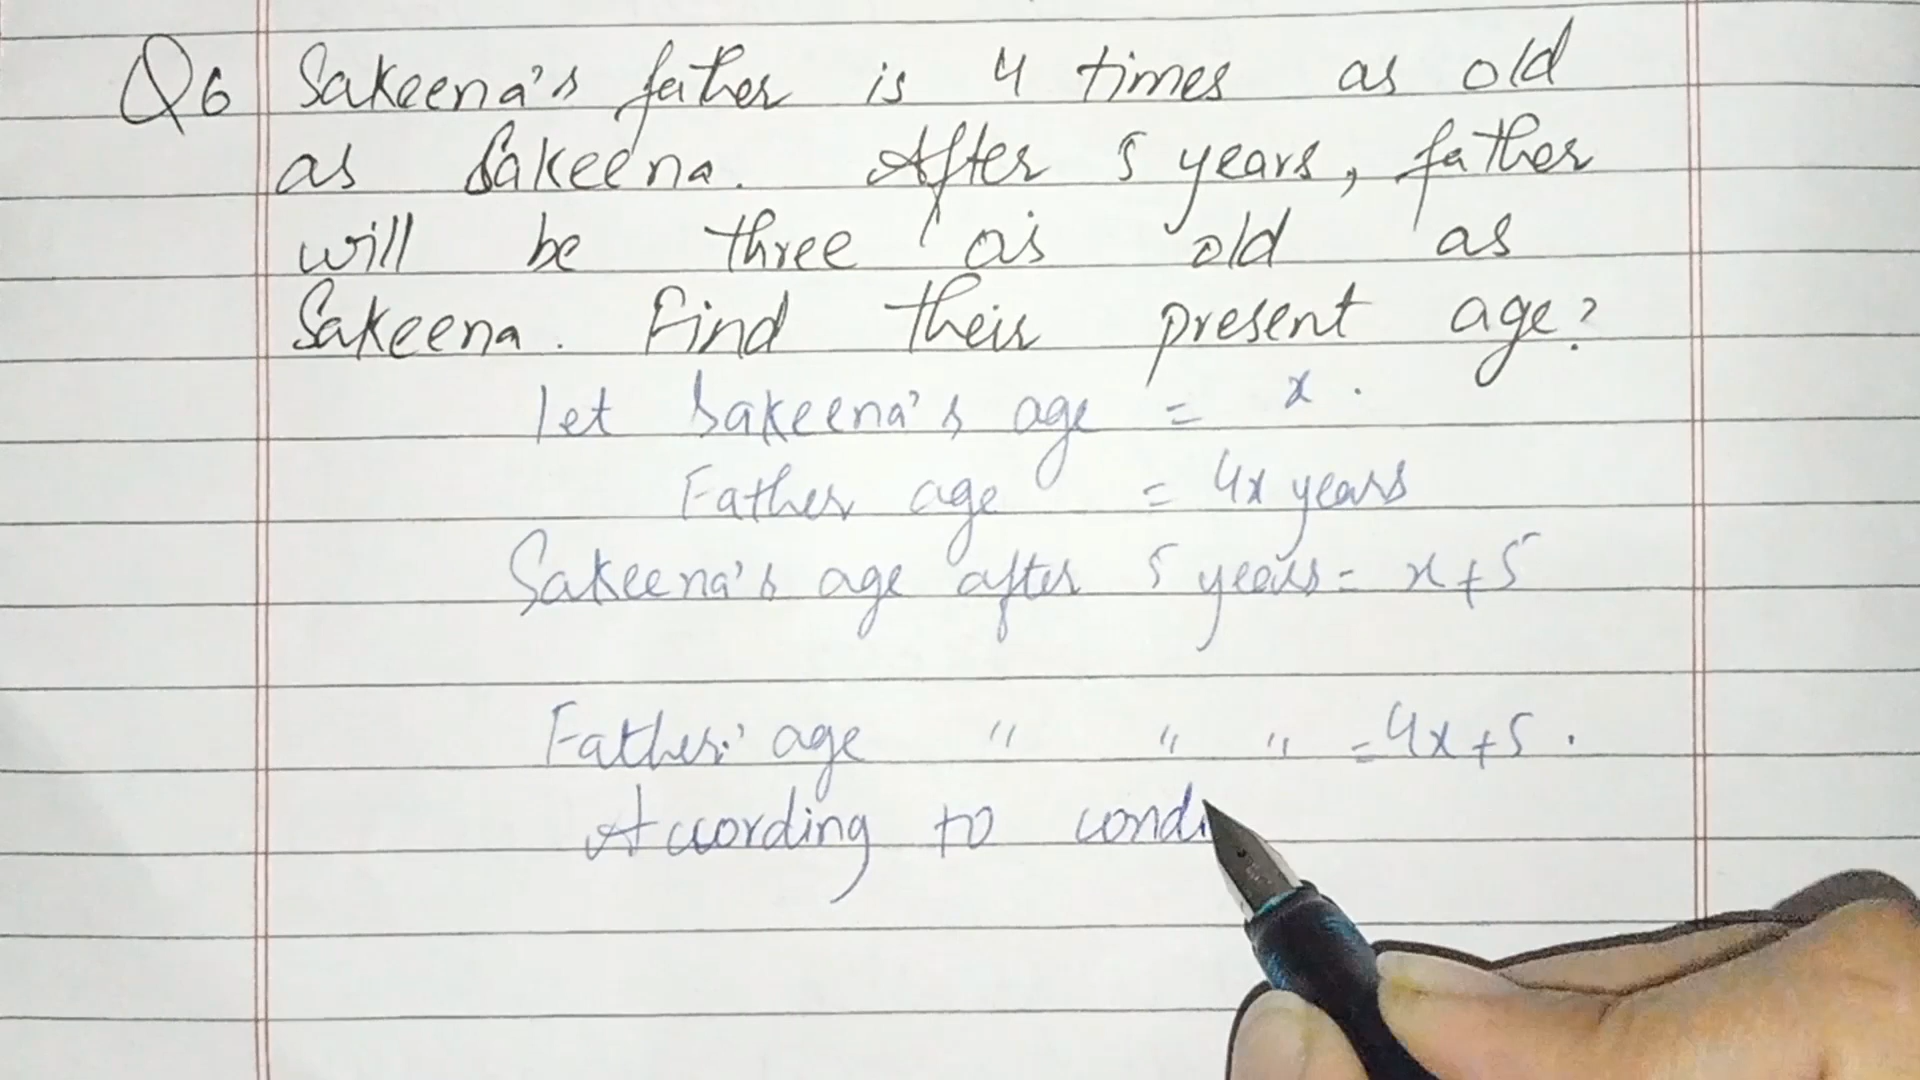 Q6 Sakeena's father is 4 times as old
as Sakeena. After 5 years, father
will be three as old as
Sakeena. Find their present age?
let Sakeena's age = x.
Father age = 4x years
Sakeena's age after 5 years = x+5
Father's age " " " = 4x+5.
According to condi